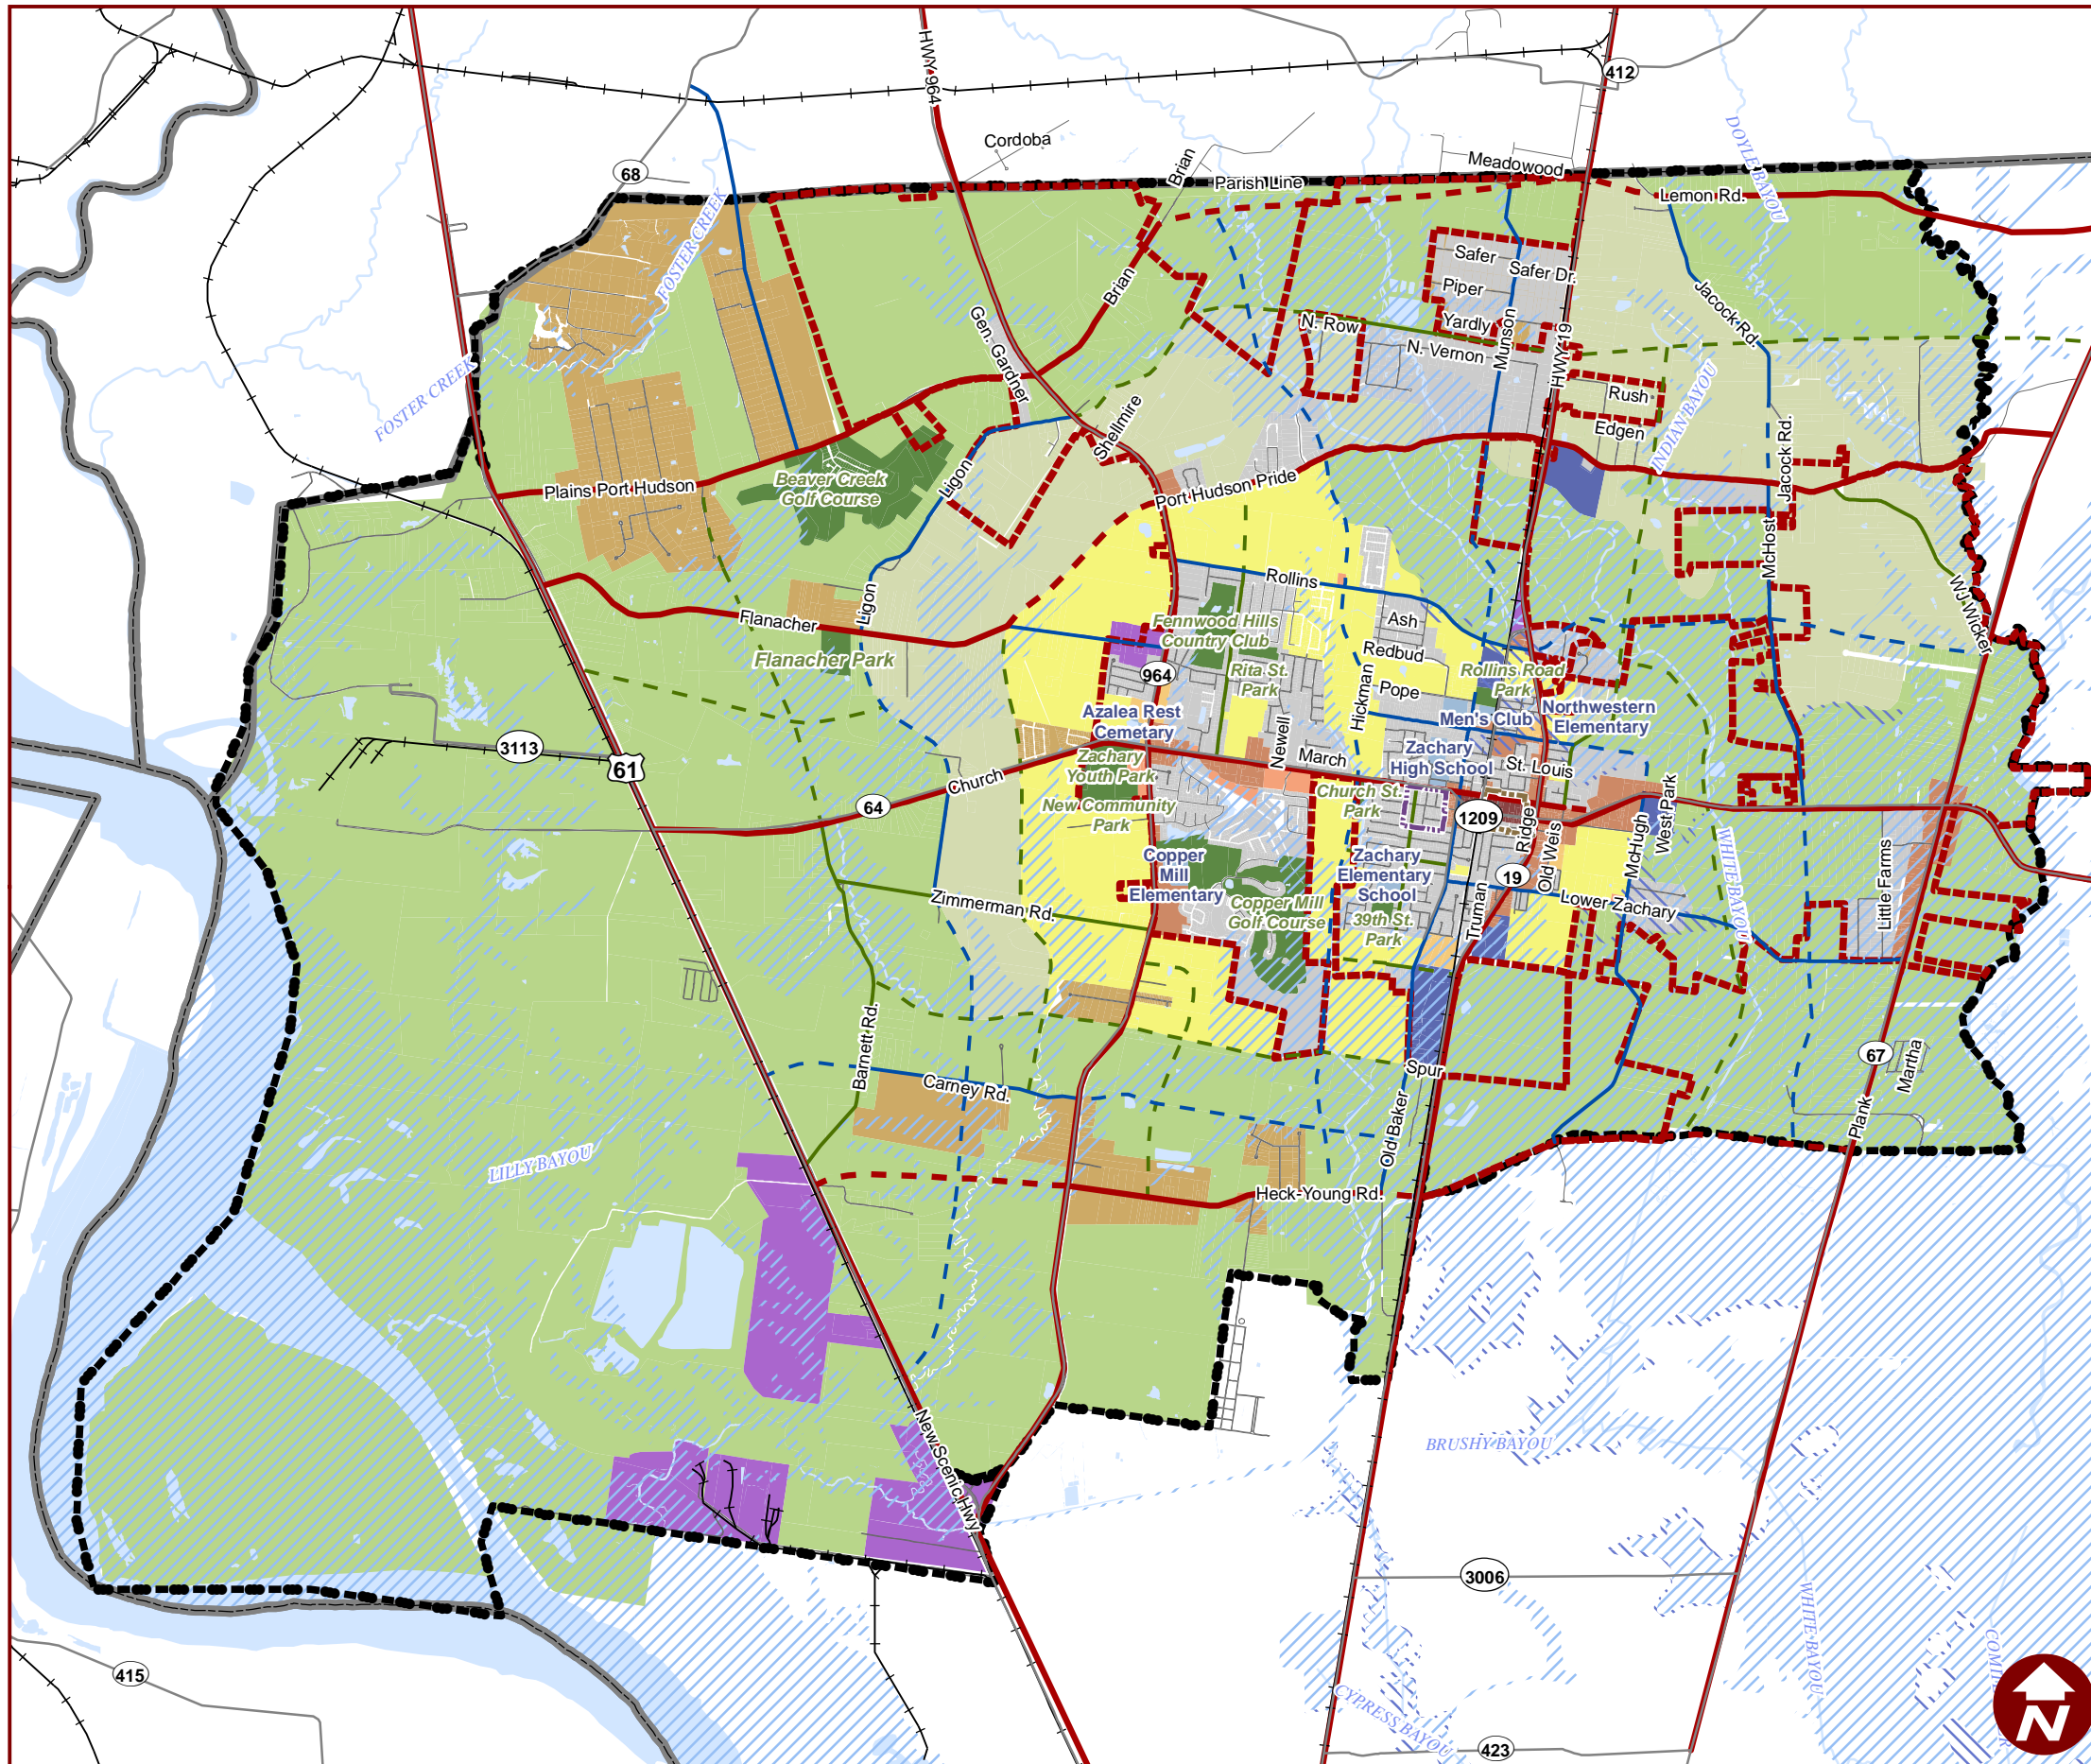 HWY 964
412
Cordoba
DOYLE BAYOU
68
Brian
Meadowood
Parish Line
Lemon Rd.
FOSTER CREEK
Safer
Safer Dr.
Brian
Piper
Jacock Rd.
Gen. Gardner
N. Row
Yardly
Munson
HWY 19
N. Vernon
FOSTER CREEK
Rush
Shellmire
Edgen
INDIAN BAYOU
Jacock Rd.
Beaver Creek
Golf Course
Ligon
Plains Port Hudson
Port Hudson Pride
McHost
Rollins
WJ Wicker
Ligon
Flanacher
Fennwood Hills
Country Club
Ash
Redbud
Flanacher Park
964
Rita St.
Park
Hickman
Pope
Rollins Road
Park
Azalea Rest
Cemetary
Men's Club
Northwestern
Elementary
3113
61
Zachary
Youth Park
Newell
March
Zachary
High School
St. Louis
Church
64
New Community
Park
Church St.
Park
1209
Ridge
Old Weis
West Park
McHugh
WHITE BAYOU
Copper
Mill
Elementary
Zachary
Elementary
School
19
Little Farms
Zimmerman Rd.
Copper Mill
Golf Course
39th St.
Park
Truman
Lower Zachary
Barnett Rd.
67
Martha
Spur
Carney Rd.
Old Baker
Plank
LILLY BAYOU
Heck-Young Rd.
New Scenic Hwy
BRUSHY BAYOU
3006
WHITE BAYOU
415
CYPRESS BAYOU
423
N